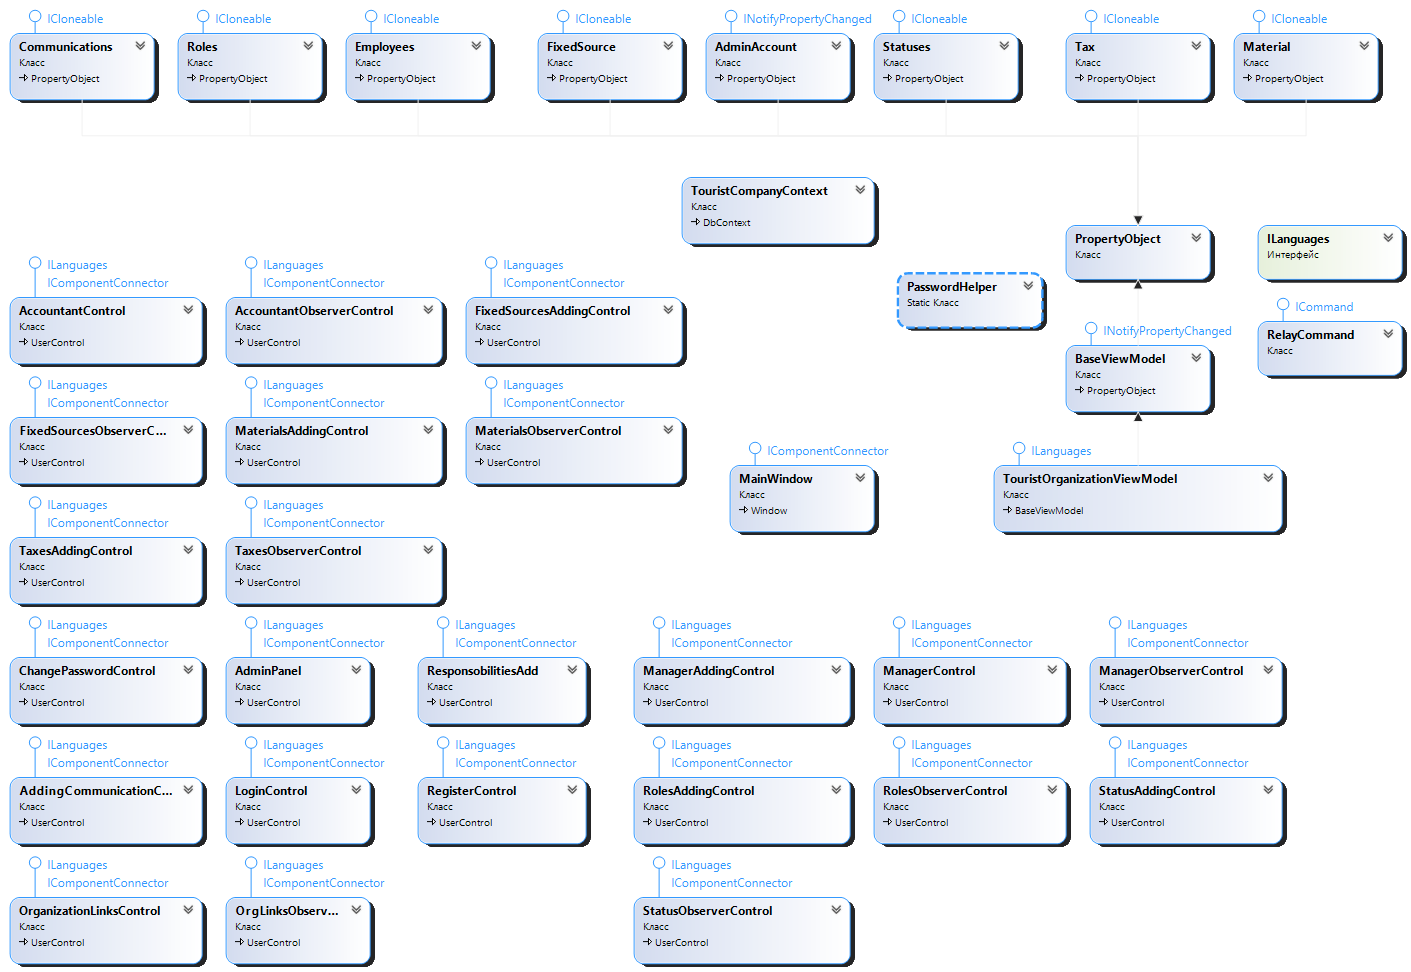 ICloneable
Communications
Класс
PropertyObject
ICloneable
Roles
Класс
PropertyObject
ICloneable
Employees
Класс
PropertyObject
ICloneable
FixedSource
Класс
PropertyObject
INotifyPropertyChanged
AdminAccount
Класс
PropertyObject
ICloneable
Statuses
Класс
PropertyObject
ICloneable
Tax
Класс
PropertyObject
ICloneable
Material
Класс
PropertyObject
TouristCompanyContext
Класс
DbContext
PropertyObject
Класс
ILanguages
Интерфейс
PasswordHelper
Static Класс
ICommand
RelayCommand
Класс
INotifyPropertyChanged
BaseViewModel
Класс
PropertyObject
ILanguages
IComponentConnector
AccountantControl
Класс
UserControl
ILanguages
IComponentConnector
AccountantObserverControl
Класс
UserControl
ILanguages
IComponentConnector
FixedSourcesAddingControl
Класс
UserControl
ILanguages
IComponentConnector
FixedSourcesObserverC...
Класс
UserControl
ILanguages
IComponentConnector
MaterialsAddingControl
Класс
UserControl
ILanguages
IComponentConnector
MaterialsObserverControl
Класс
UserControl
IComponentConnector
MainWindow
Класс
Window
ILanguages
TouristOrganizationViewModel
Класс
BaseViewModel
ILanguages
IComponentConnector
TaxesAddingControl
Класс
UserControl
ILanguages
IComponentConnector
TaxesObserverControl
Класс
UserControl
ILanguages
IComponentConnector
ChangePasswordControl
Класс
UserControl
ILanguages
IComponentConnector
AdminPanel
Класс
UserControl
ILanguages
IComponentConnector
ResponsobilitiesAdd
Класс
UserControl
ILanguages
IComponentConnector
ManagerAddingControl
Класс
UserControl
ILanguages
IComponentConnector
ManagerControl
Класс
UserControl
ILanguages
IComponentConnector
ManagerObserverControl
Класс
UserControl
ILanguages
IComponentConnector
AddingCommunicationC...
Класс
UserControl
ILanguages
IComponentConnector
LoginControl
Класс
UserControl
ILanguages
IComponentConnector
RegisterControl
Класс
UserControl
ILanguages
IComponentConnector
RolesAddingControl
Класс
UserControl
ILanguages
IComponentConnector
RolesObserverControl
Класс
UserControl
ILanguages
IComponentConnector
StatusAddingControl
Класс
UserControl
ILanguages
IComponentConnector
OrganizationLinksControl
Класс
UserControl
ILanguages
IComponentConnector
OrgLinksObserv...
Класс
UserControl
ILanguages
IComponentConnector
StatusObserverControl
Класс
UserControl